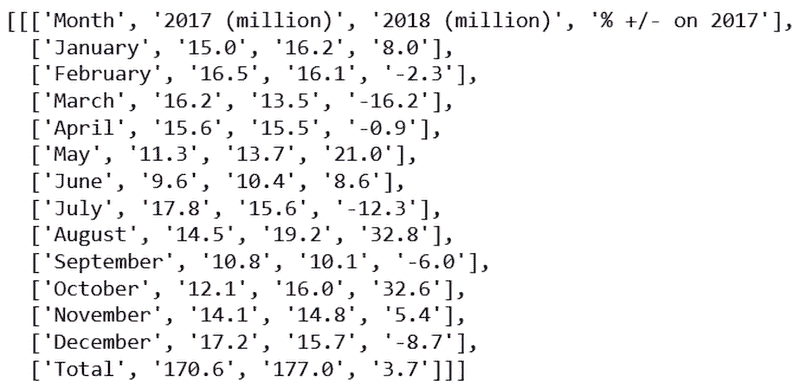 [[['Month', '2017 (million)', '2018 (million)', '% +/- on 2017'],
['January', '15.0', '16.2', '8.0'],
['February', '16.5', '16.1', '-2.3'],
['March', '16.2', '13.5', '-16.2'],
['April', '15.6', '15.5', '-0.9'],
['May', '11.3', '13.7', '21.0'],
['June', '9.6', '10.4', '8.6'],
['July', '17.8', '15.6', '-12.3'],
['August', '14.5', '19.2', '32.8'],
['September', '10.8', '10.1', '-6.0'],
['October', '12.1', '16.0', '32.6'],
['November', '14.1', '14.8', '5.4'],
['December', '17.2', '15.7', '-8.7'],
['Total', '170.6', '177.0', '3.7']]]